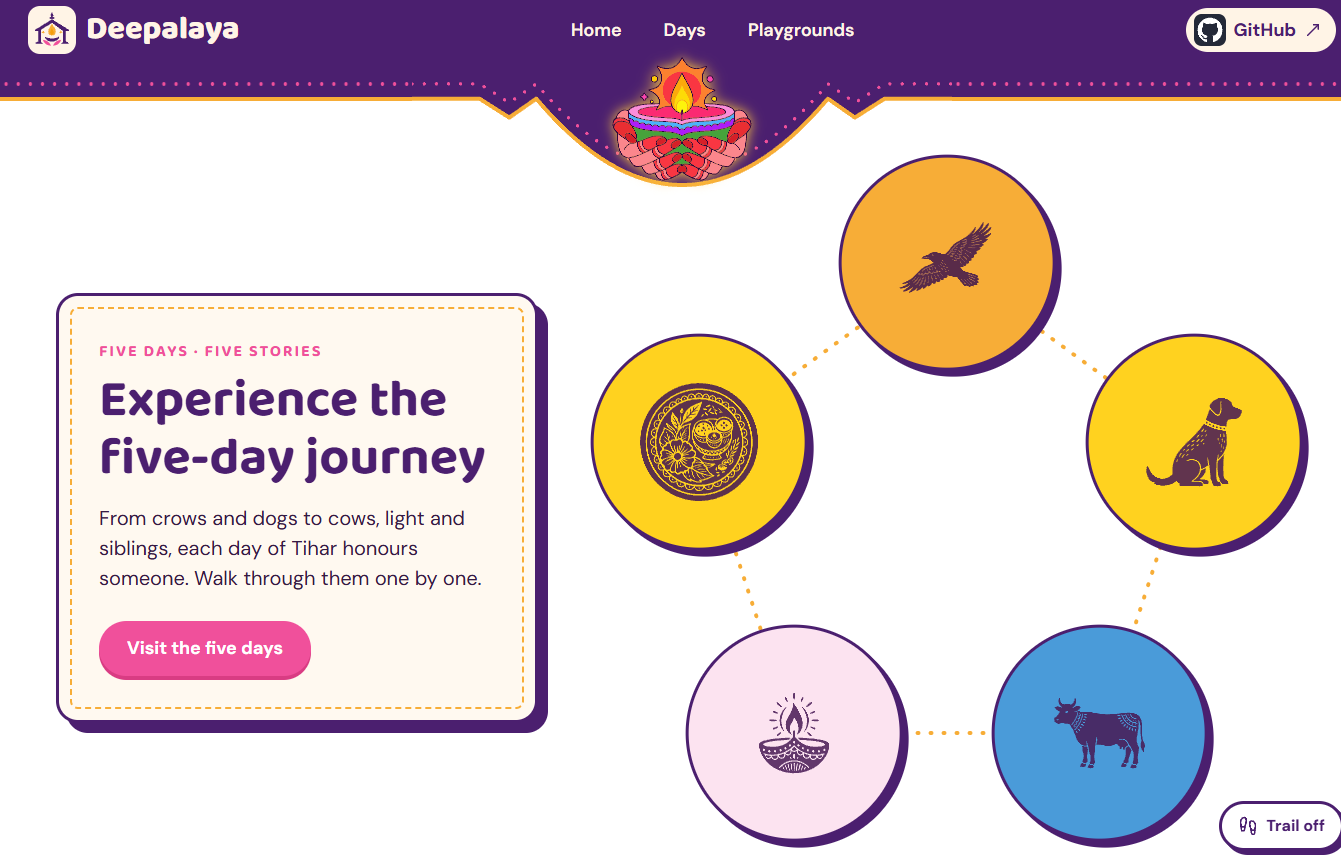 Deepalaya
Home Days Playgrounds
GitHub ↗
FIVE DAYS · FIVE STORIES
Experience the
five-day journey
From crows and dogs to cows, light and
siblings, each day of Tihar honours
someone. Walk through them one by one.
Visit the five days
Trail off